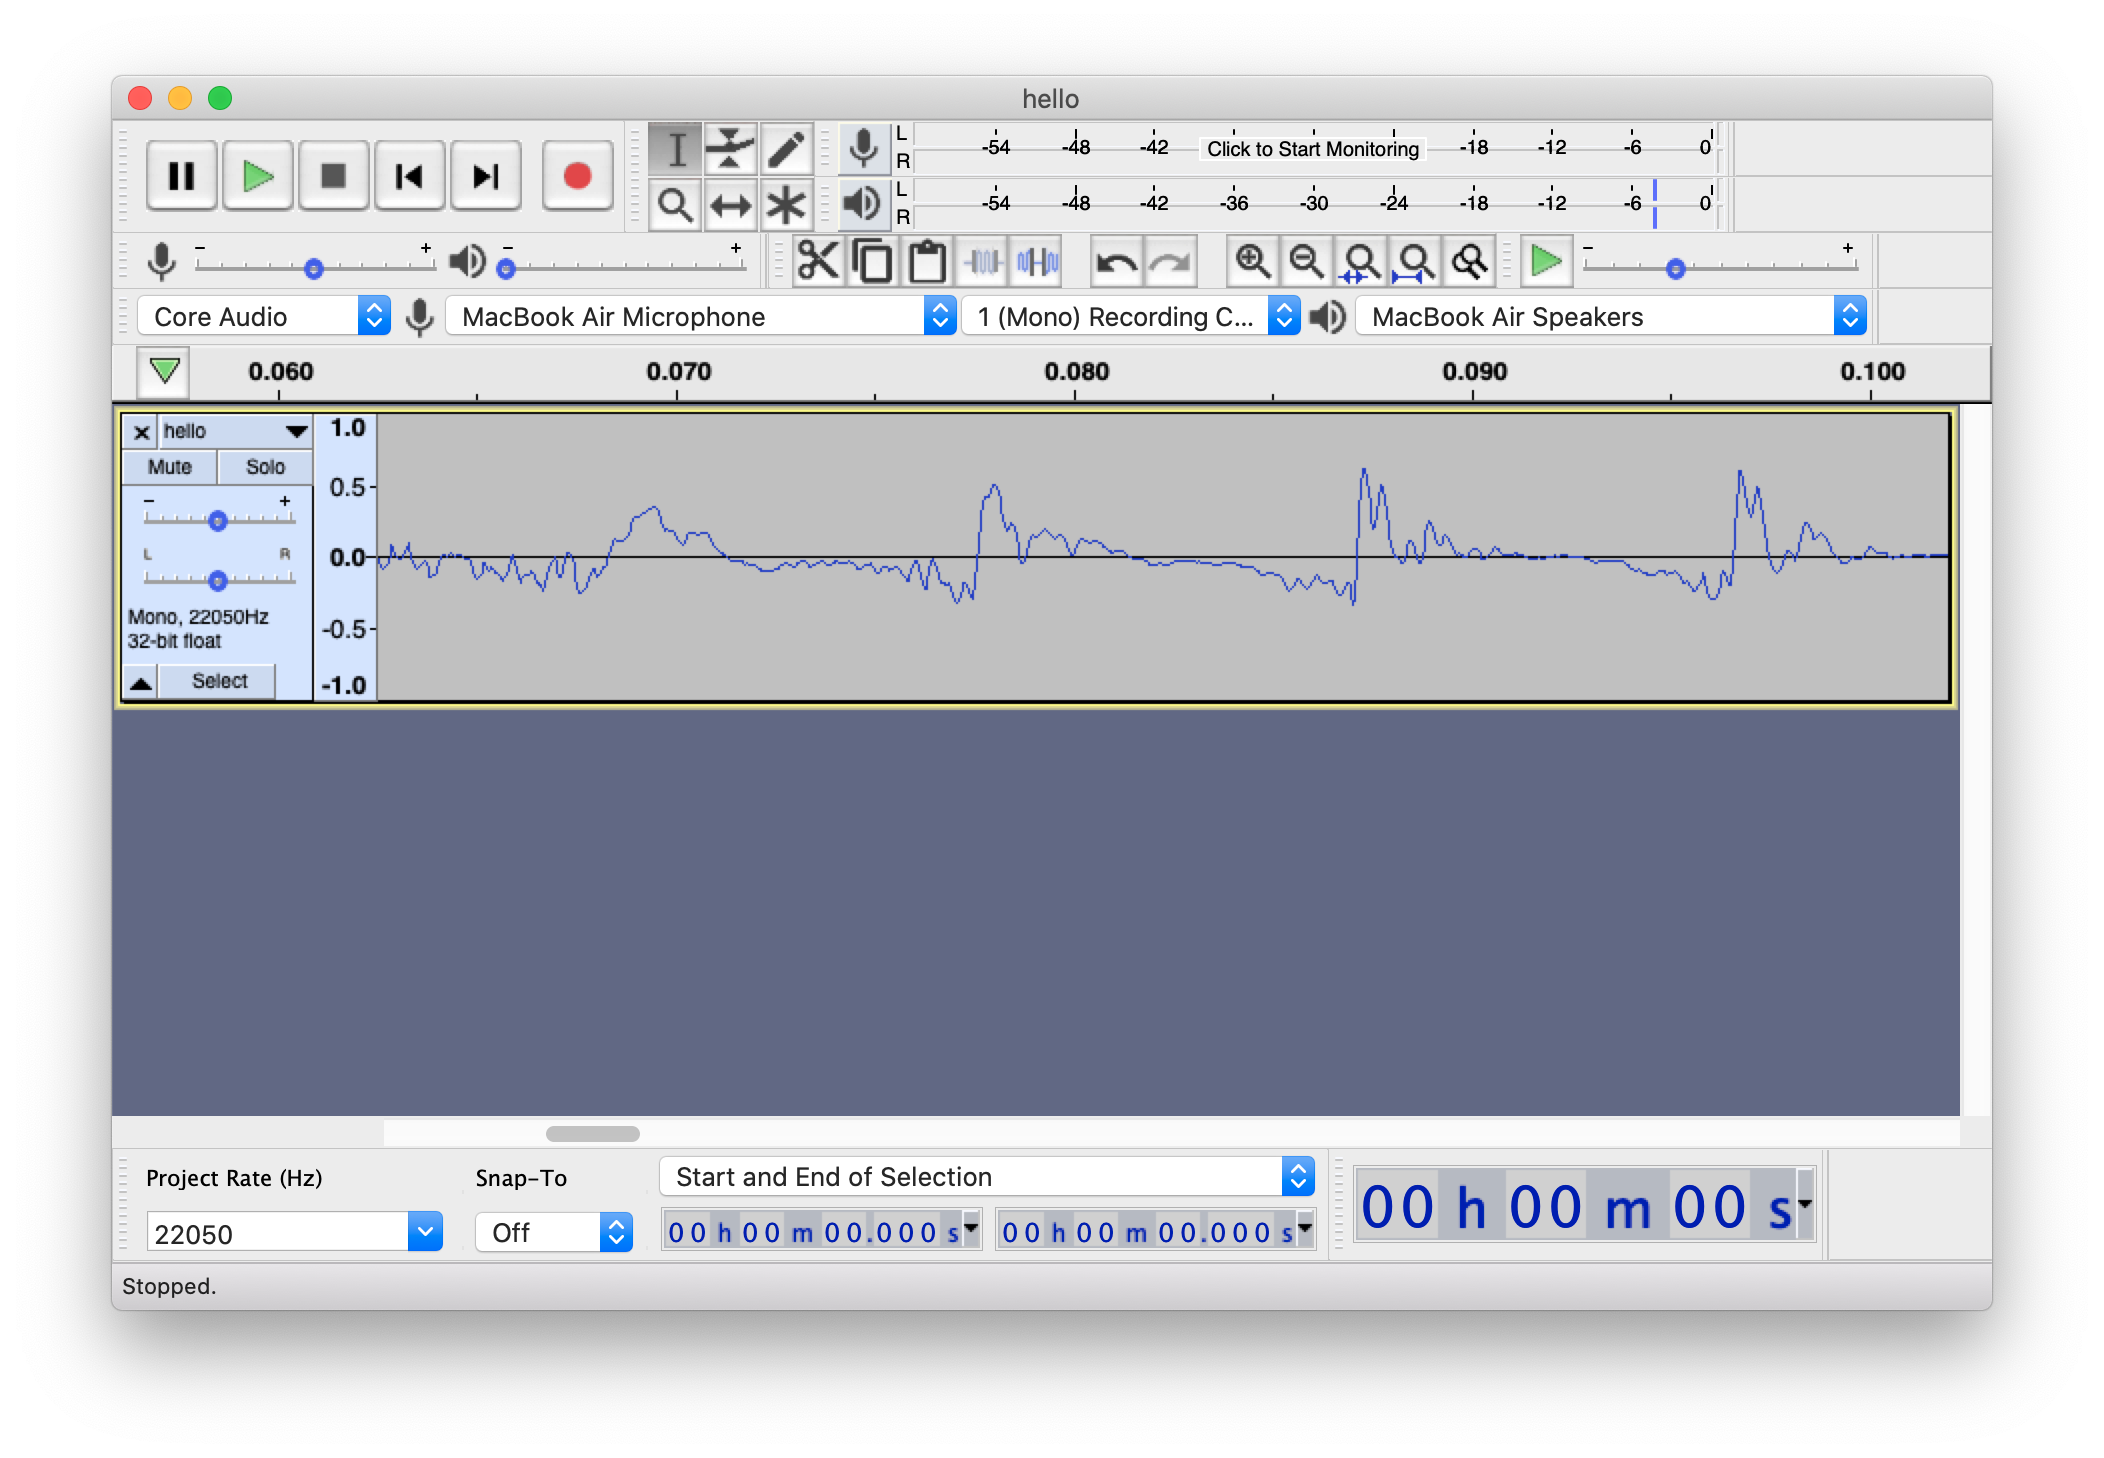 hello
L
-54 -48 -42 Click to Start Monitoring -18 -12 -6 0
R
L
-54 -48 -42 -36 -30 -24 -18 -12 -6 0
R
- + - + - +
Core Audio MacBook Air Microphone 1 (Mono) Recording C... MacBook Air Speakers
0.060 0.070 0.080 0.090 0.100
x hello 1.0
Mute Solo 0.5
- +
L R 0.0
Mono, 22050Hz
32-bit float -0.5
Select -1.0
Project Rate (Hz) Snap-To Start and End of Selection
22050 Off 00 h 00 m 00.000 s 00 h 00 m 00.000 s 00 h 00 m 00 s
Stopped.